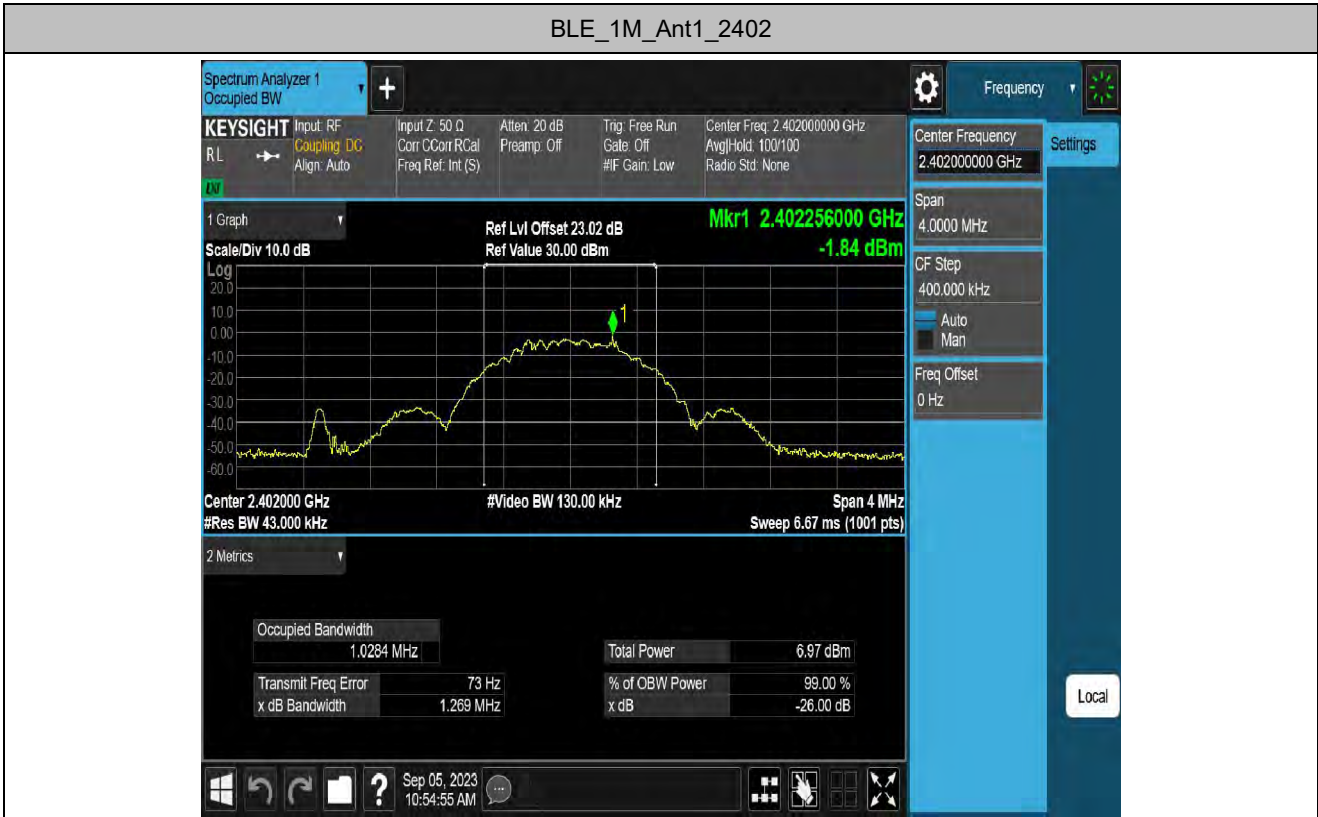 BLE_1M_Ant1_2402
Spectrum Analyzer 1
Occupied BW
+
Frequency
KEYSIGHT
RL
Input: RF
Coupling: DC
Align: Auto
Input Z: 50 Ω
Corr CCorr RCal
Freq Ref: Int (S)
Atten: 20 dB
Preamp: Off
Trig: Free Run
Gate: Off
#IF Gain: Low
Center Freq: 2.402000000 GHz
Avg|Hold: 100/100
Radio Std: None
Center Frequency
2.402000000 GHz
Settings
Span
4.0000 MHz
CF Step
400.000 kHz
Auto
Man
Freq Offset
0 Hz
Local
1 Graph
Scale/Div 10.0 dB
Ref Lvl Offset 23.02 dB
Ref Value 30.00 dBm
Mkr1 2.402256000 GHz
-1.84 dBm
Log
20.0
10.0
0.00
-10.0
-20.0
-30.0
-40.0
-50.0
-60.0
1
Center 2.402000 GHz
#Video BW 130.00 kHz
Span 4 MHz
#Res BW 43.000 kHz
Sweep 6.67 ms (1001 pts)
2 Metrics
Occupied Bandwidth
1.0284 MHz
Total Power 6.97 dBm
Transmit Freq Error 73 Hz
% of OBW Power 99.00 %
x dB Bandwidth 1.269 MHz
x dB -26.00 dB
?
Sep 05, 2023
10:54:55 AM